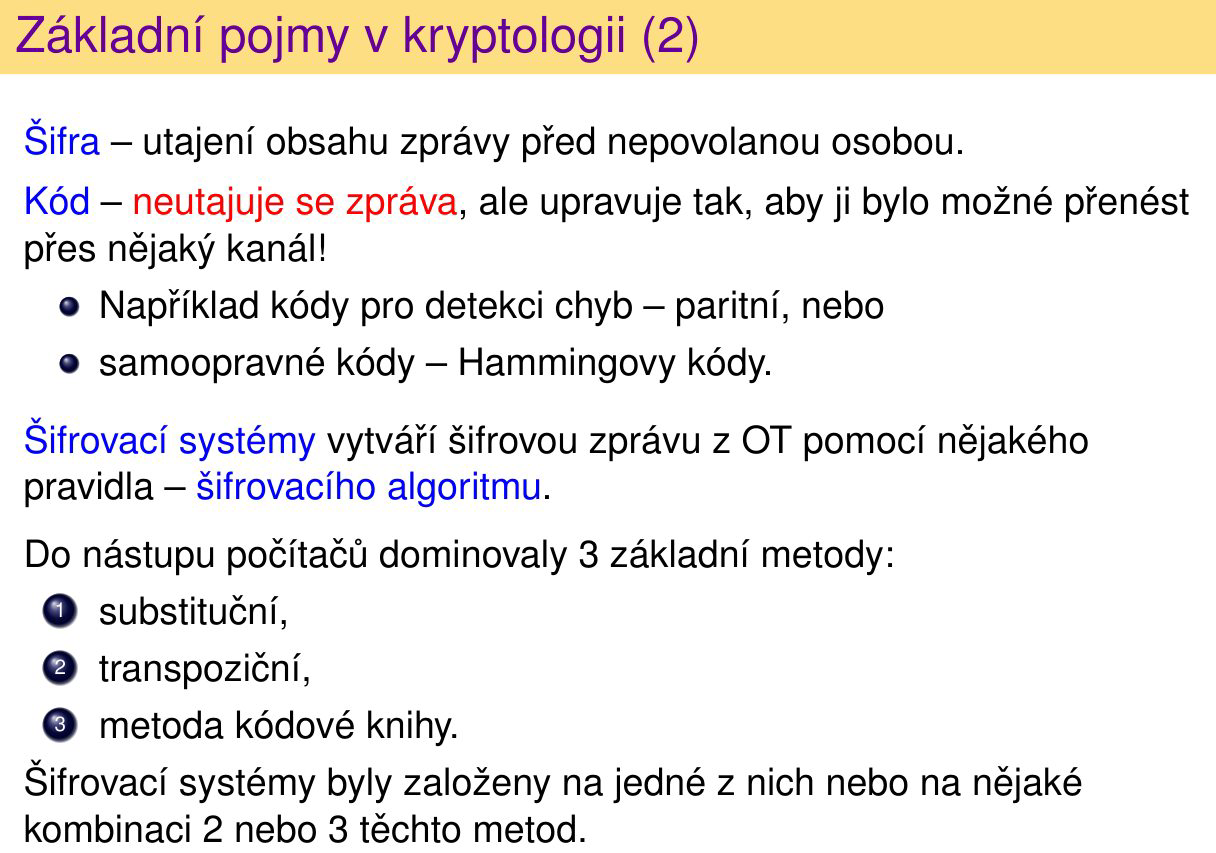 Základní pojmy v kryptologii (2)
Šifra – utajení obsahu zprávy před nepovolanou osobou.
Kód – neutajuje se zpráva, ale upravuje tak, aby ji bylo možné přenést
přes nějaký kanál!
Například kódy pro detekci chyb – paritní, nebo
samoopravné kódy – Hammingovy kódy.
Šifrovací systémy vytváří šifrovou zprávu z OT pomocí nějakého
pravidla – šifrovacího algoritmu.
Do nástupu počítačů dominovaly 3 základní metody:
1 substituční,
2 transpoziční,
3 metoda kódové knihy.
Šifrovací systémy byly založeny na jedné z nich nebo na nějaké
kombinaci 2 nebo 3 těchto metod.